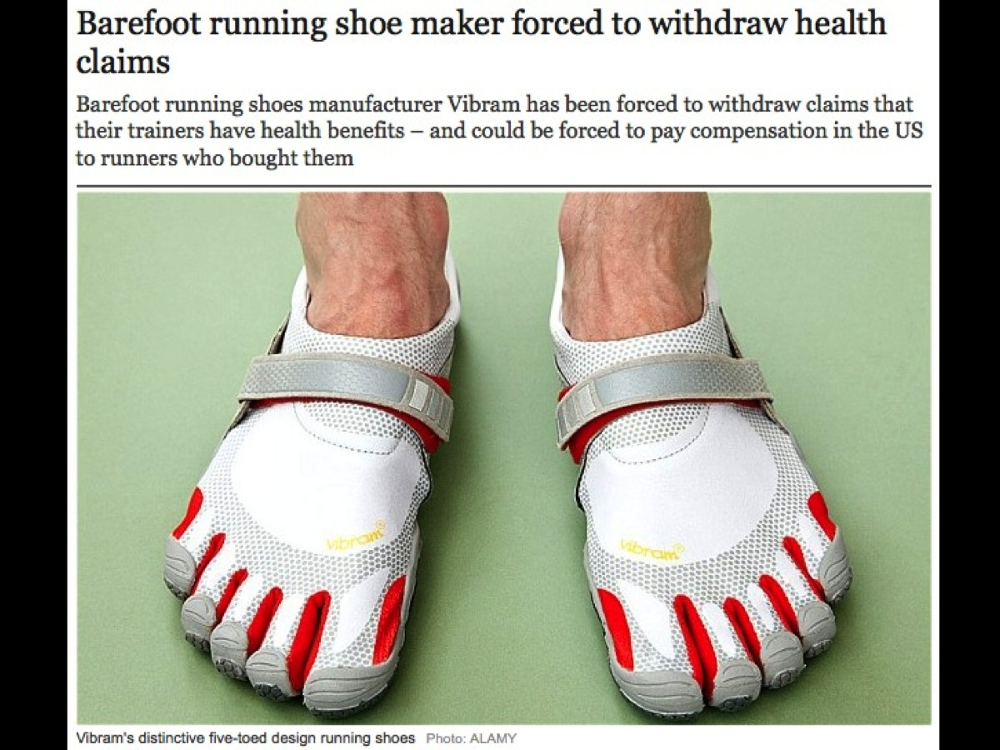 Barefoot running shoe maker forced to withdraw health
claims
Barefoot running shoes manufacturer Vibram has been forced to withdraw claims that
their trainers have health benefits – and could be forced to pay compensation in the US
to runners who bought them
vibram®
vibram®
Vibram's distinctive five-toed design running shoes Photo: ALAMY